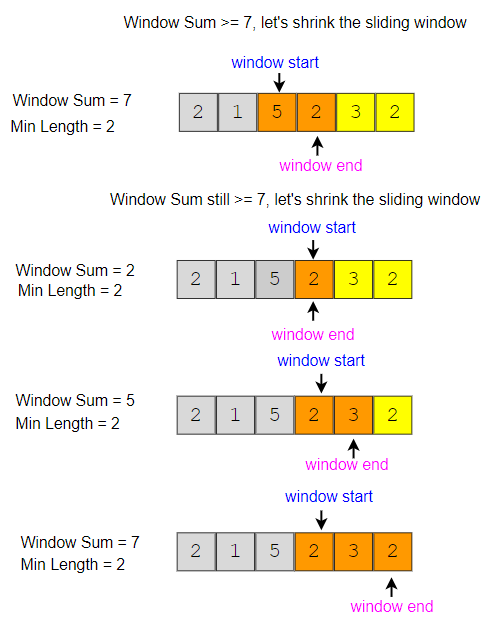 Window Sum >= 7, let's shrink the sliding window
window start
Window Sum = 7
Min Length = 2
2 1 5 2 3 2
window end
Window Sum still >= 7, let's shrink the sliding window
window start
Window Sum = 2
Min Length = 2
2 1 5 2 3 2
window end
window start
Window Sum = 5
Min Length = 2
2 1 5 2 3 2
window end
window start
Window Sum = 7
Min Length = 2
2 1 5 2 3 2
window end